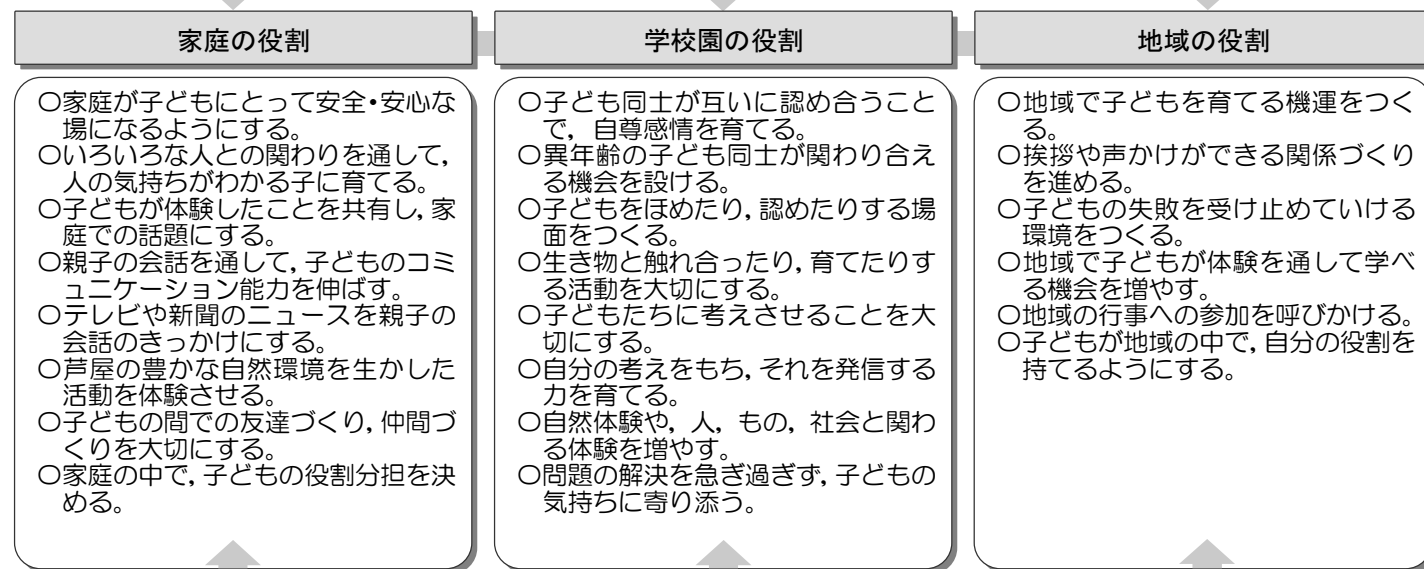 家庭の役割
〇家庭が子どもにとって安全・安心な
場になるようにする。
〇いろいろな人との関わりを通して,
人の気持ちがわかる子に育てる。
〇子どもが体験したことを共有し,家
庭での話題にする。
〇親子の会話を通して,子どものコミ
ュニケーション能力を伸ばす。
〇テレビや新聞のニュースを親子の
会話のきっかけにする。
〇芦屋の豊かな自然環境を生かした
活動を体験させる。
〇子どもの間での友達づくり,仲間づ
くりを大切にする。
〇家庭の中で,子どもの役割分担を決
める。
学校園の役割
〇子ども同士が互いに認め合うこと
で,自尊感情を育てる。
〇異年齢の子ども同士が関わり合え
る機会を設ける。
〇子どもをほめたり,認めたりする場
面をつくる。
〇生き物と触れ合ったり,育てたりす
る活動を大切にする。
〇子どもたちに考えさせることを大
切にする。
〇自分の考えをもち,それを発信する
力を育てる。
〇自然体験や,人,もの,社会と関わ
る体験を増やす。
〇問題の解決を急ぎ過ぎず,子どもの
気持ちに寄り添う。
地域の役割
〇地域で子どもを育てる機運をつく
る。
〇挨拶や声かけができる関係づくり
を進める。
〇子どもの失敗を受け止めていける
環境をつくる。
〇地域で子どもが体験を通して学べ
る機会を増やす。
〇地域の行事への参加を呼びかける。
〇子どもが地域の中で,自分の役割を
持てるようにする。